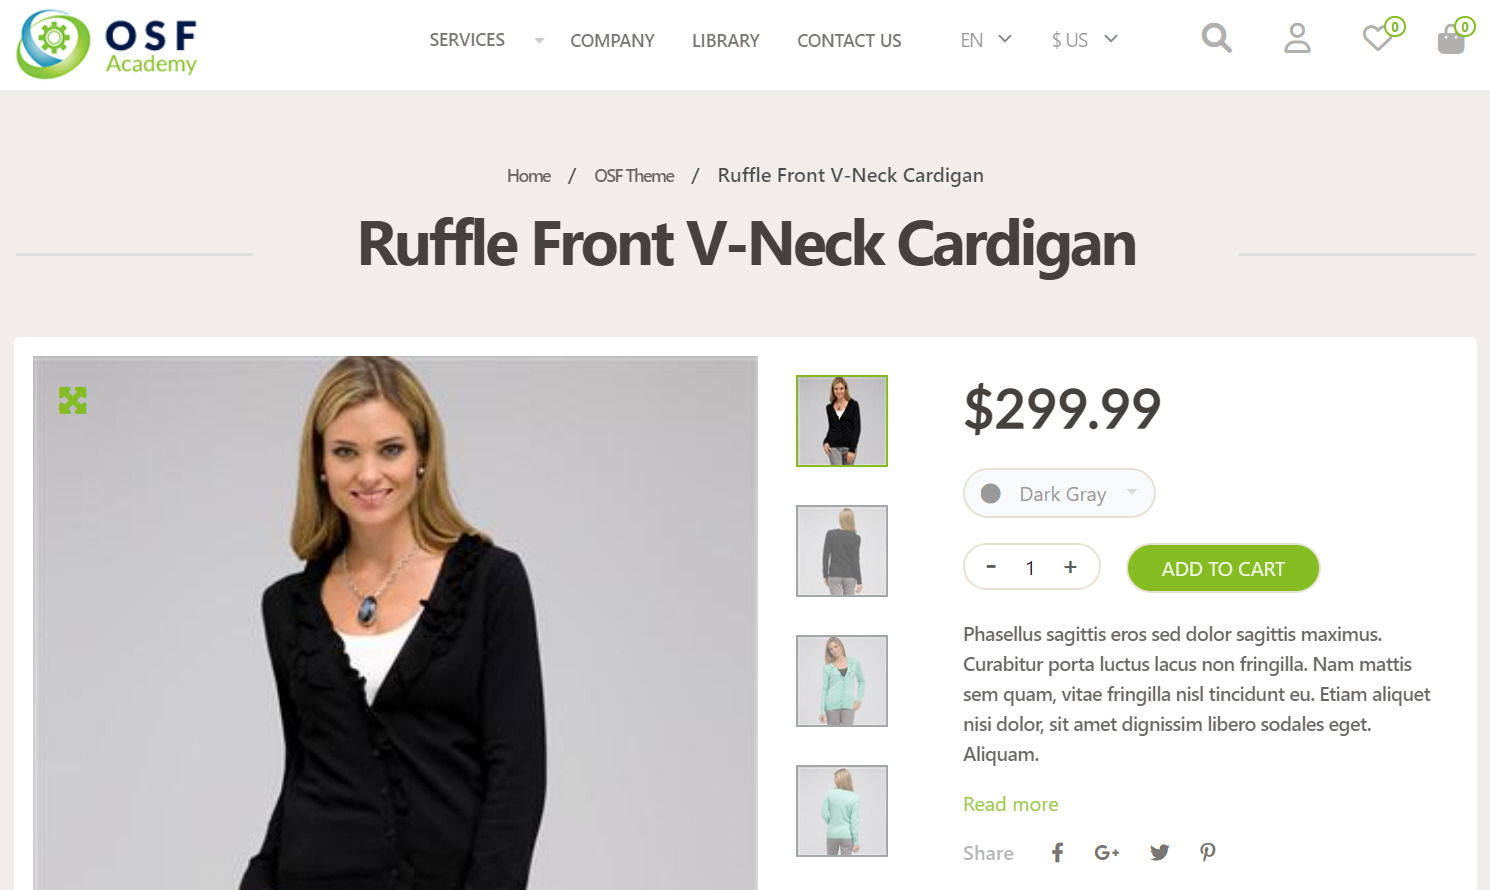 OSF
Academy
SERVICES
COMPANY
LIBRARY
CONTACT US
EN
$ US
0
0
Home / OSF Theme / Ruffle Front V-Neck Cardigan
Ruffle Front V-Neck Cardigan
$299.99
Dark Gray
- 1 +
ADD TO CART
Phasellus sagittis eros sed dolor sagittis maximus.
Curabitur porta luctus lacus non fringilla. Nam mattis
sem quam, vitae fringilla nisl tincidunt eu. Etiam aliquet
nisi dolor, sit amet dignissim libero sodales eget.
Aliquam.
Read more
Share